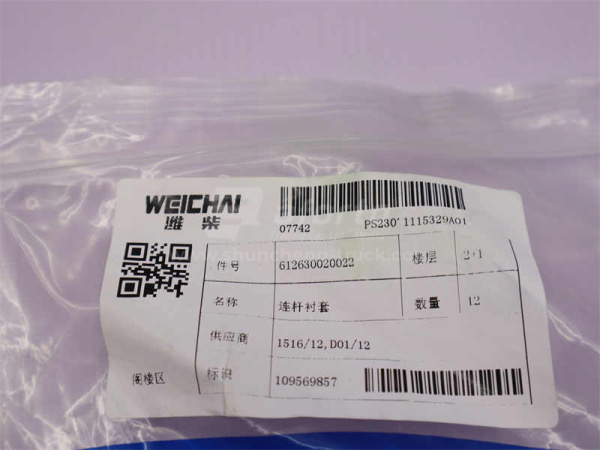 WEICHAI
潍柴
07742 PS230' 1115329A01
件号 612630020022 楼层 2+1
名称 连杆衬套 数量 12
供应商 1516/12,D01/12
阁楼区 标识 109569857